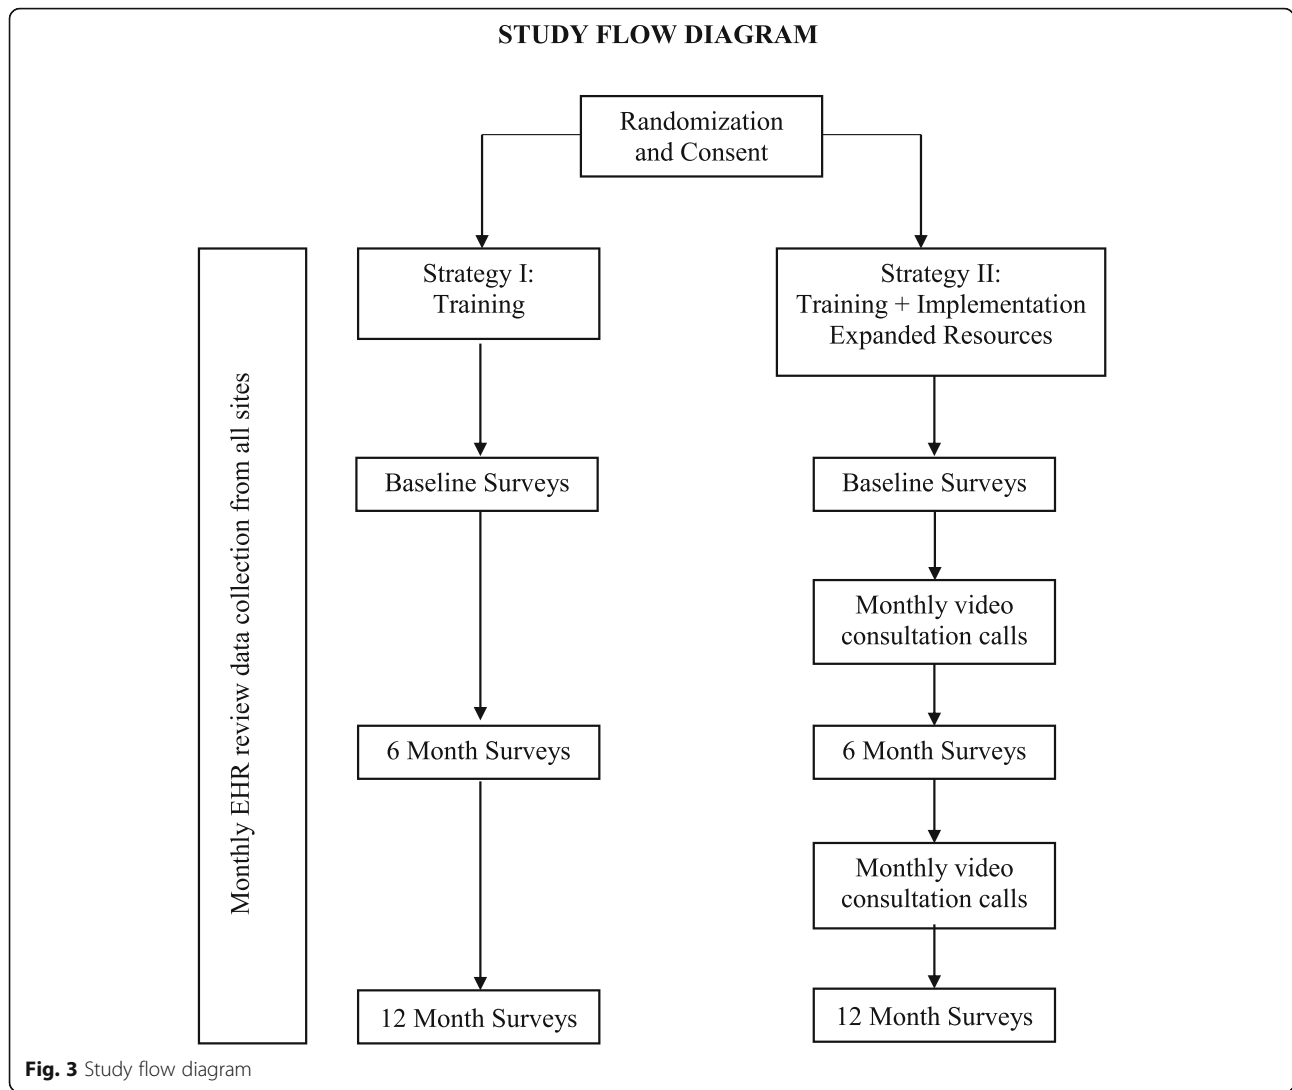 STUDY FLOW DIAGRAM
Randomization
and Consent
Monthly EHR review data collection from all sites
Strategy I:
Training
Strategy II:
Training + Implementation
Expanded Resources
Baseline Surveys
Baseline Surveys
Monthly video
consultation calls
6 Month Surveys
6 Month Surveys
Monthly video
consultation calls
12 Month Surveys
12 Month Surveys
Fig. 3 Study flow diagram